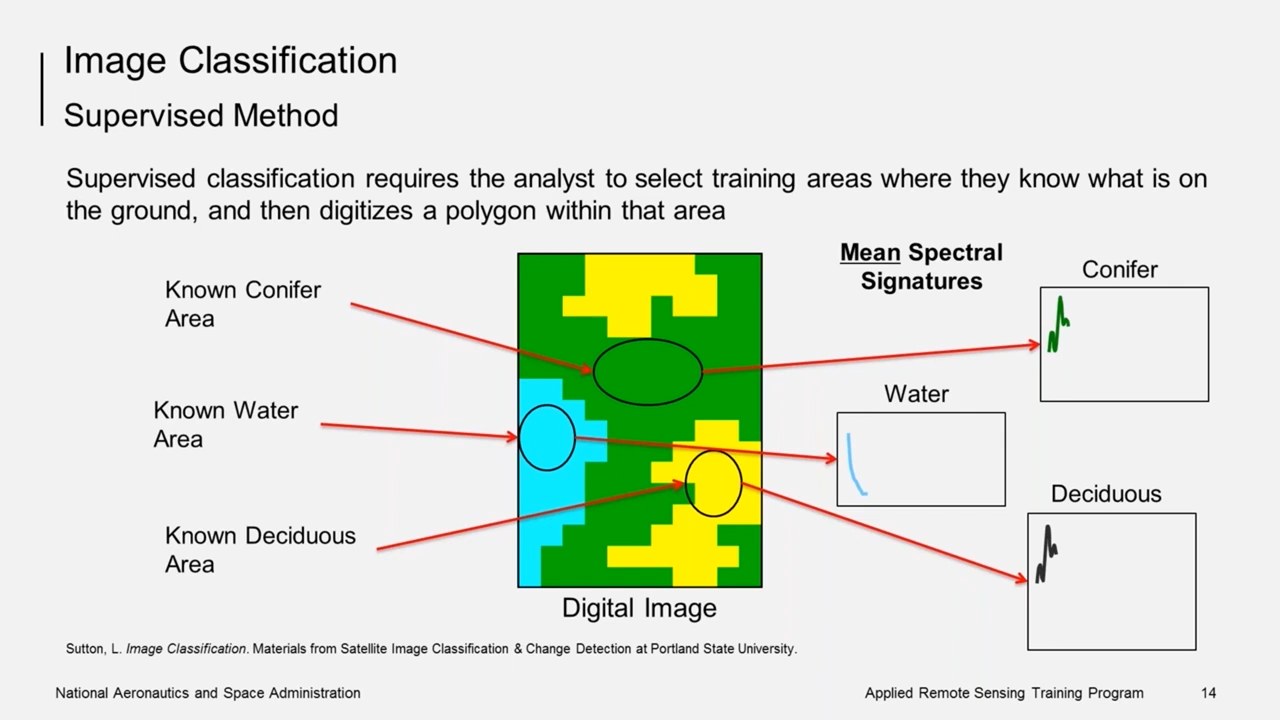 Image Classification
Supervised Method
Supervised classification requires the analyst to select training areas where they know what is on
the ground, and then digitizes a polygon within that area
Known Conifer
Area
Known Water
Area
Known Deciduous
Area
Digital Image
Mean Spectral
Signatures
Conifer
Water
Deciduous
Sutton, L. Image Classification. Materials from Satellite Image Classification & Change Detection at Portland State University.
National Aeronautics and Space Administration
Applied Remote Sensing Training Program
14